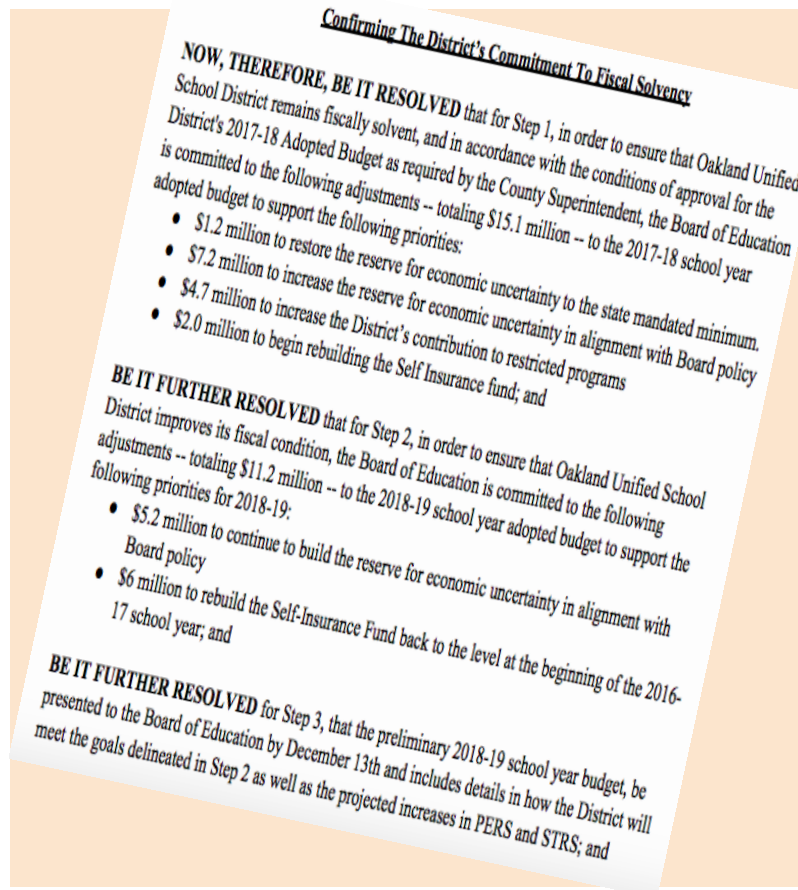 Confirming The District's Commitment To Fiscal Solvency
NOW, THEREFORE, BE IT RESOLVED that for Step 1, in order to ensure that Oakland Unified
School District remains fiscally solvent, and in accordance with the conditions of approval for the
District's 2017-18 Adopted Budget as required by the County Superintendent, the Board of Education
is committed to the following adjustments -- totaling $15.1 million -- to the 2017-18 school year
adopted budget to support the following priorities:
● $1.2 million to restore the reserve for economic uncertainty to the state mandated minimum.
● $7.2 million to increase the reserve for economic uncertainty in alignment with Board policy
● $4.7 million to increase the District's contribution to restricted programs
● $2.0 million to begin rebuilding the Self Insurance fund; and
BE IT FURTHER RESOLVED that for Step 2, in order to ensure that Oakland Unified School
District improves its fiscal condition, the Board of Education is committed to the following
adjustments -- totaling $11.2 million -- to the 2018-19 school year adopted budget to support the
following priorities for 2018-19:
● $5.2 million to continue to build the reserve for economic uncertainty in alignment with
Board policy
● $6 million to rebuild the Self-Insurance Fund back to the level at the beginning of the 2016-
17 school year; and
BE IT FURTHER RESOLVED for Step 3, that the preliminary 2018-19 school year budget, be
presented to the Board of Education by December 13th and includes details in how the District will
meet the goals delineated in Step 2 as well as the projected increases in PERS and STRS; and